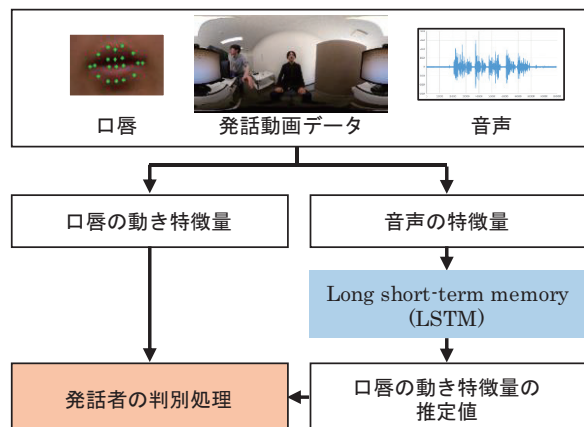 口唇
発話動画データ
音声
口唇の動き特徴量
音声の特徴量
Long short-term memory
(LSTM)
発話者の判別処理
口唇の動き特徴量の
推定値